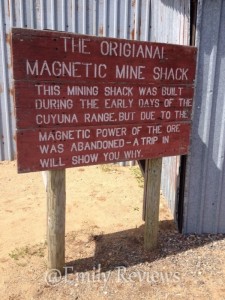 THE ORIGIANAL
MAGNETIC MINE SHACK
THIS MINING SHACK WAS BUILT
DURING THE EARLY DAYS OF THE
CUYUNA RANGE, BUT DUE TO THE
MAGNETIC POWER OF THE ORE
WAS ABANDONED - A TRIP IN
WILL SHOW YOU WHY.
@ Emily Reviews